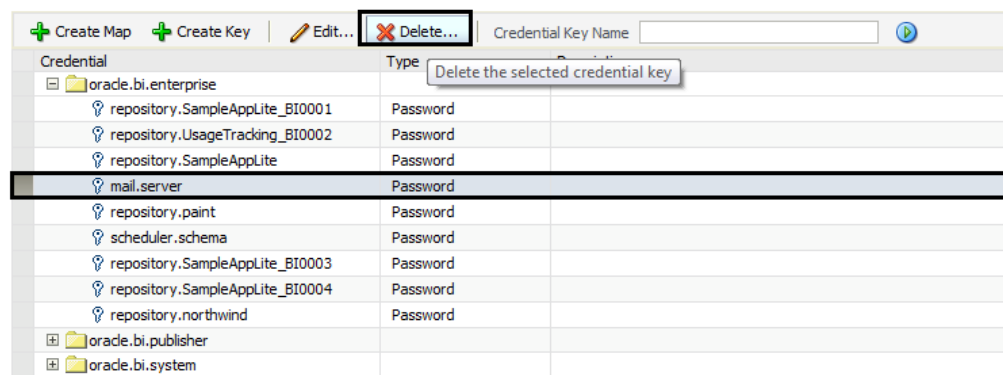 Create Map Create Key Edit... Delete... Credential Key Name
Credential Type
Delete the selected credential key
oracle.bi.enterprise
repository.SampleAppLite_BI0001 Password
repository.UsageTracking_BI0002 Password
repository.SampleAppLite Password
mail.server Password
repository.paint Password
scheduler.schema Password
repository.SampleAppLite_BI0003 Password
repository.SampleAppLite_BI0004 Password
repository.northwind Password
oracle.bi.publisher
oracle.bi.system